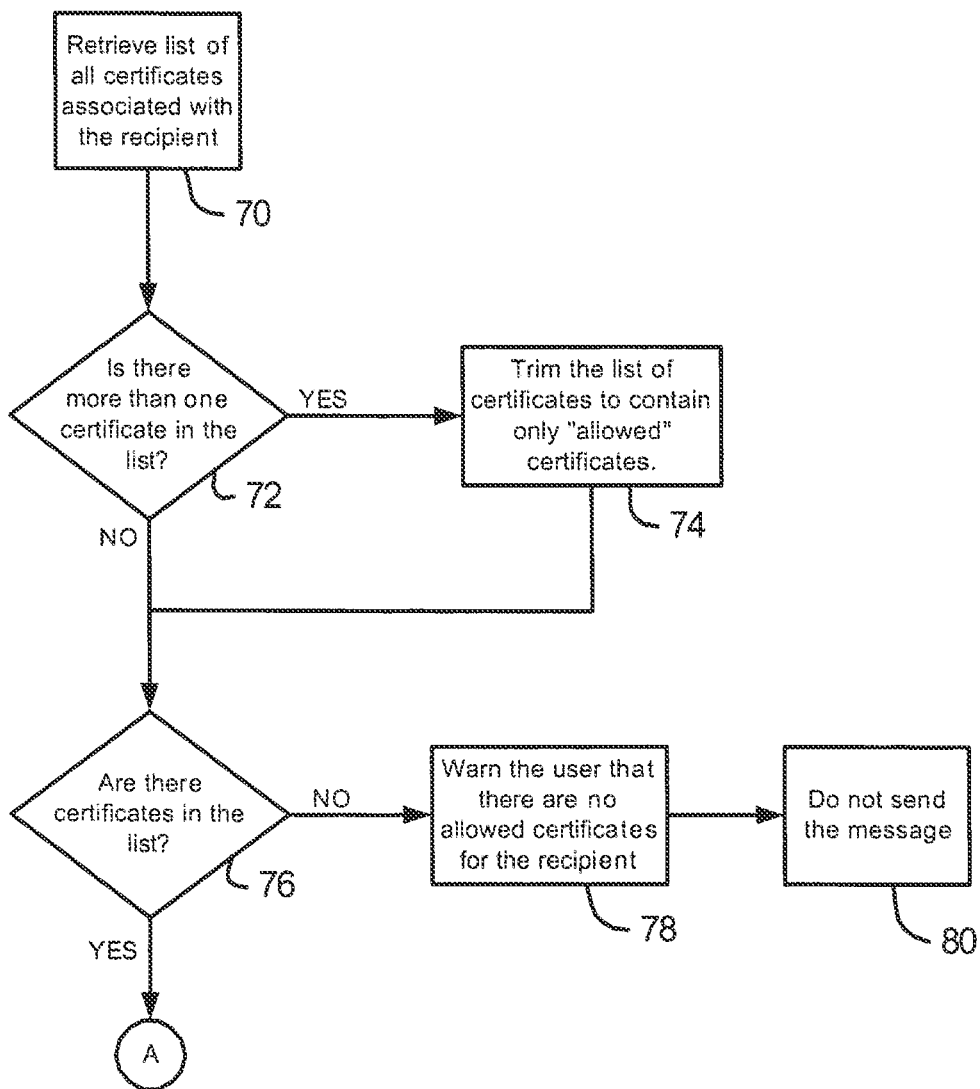 Retrieve list of
all certificates
associated with
the recipient
70
Is there
more than one
certificate in the
list?
72
YES
Trim the list of
certificates to contain
only "allowed"
certificates.
74
NO
Are there
certificates in the
list?
76
NO
Warn the user that
there are no
allowed certificates
for the recipient
78
Do not send
the message
80
YES
A